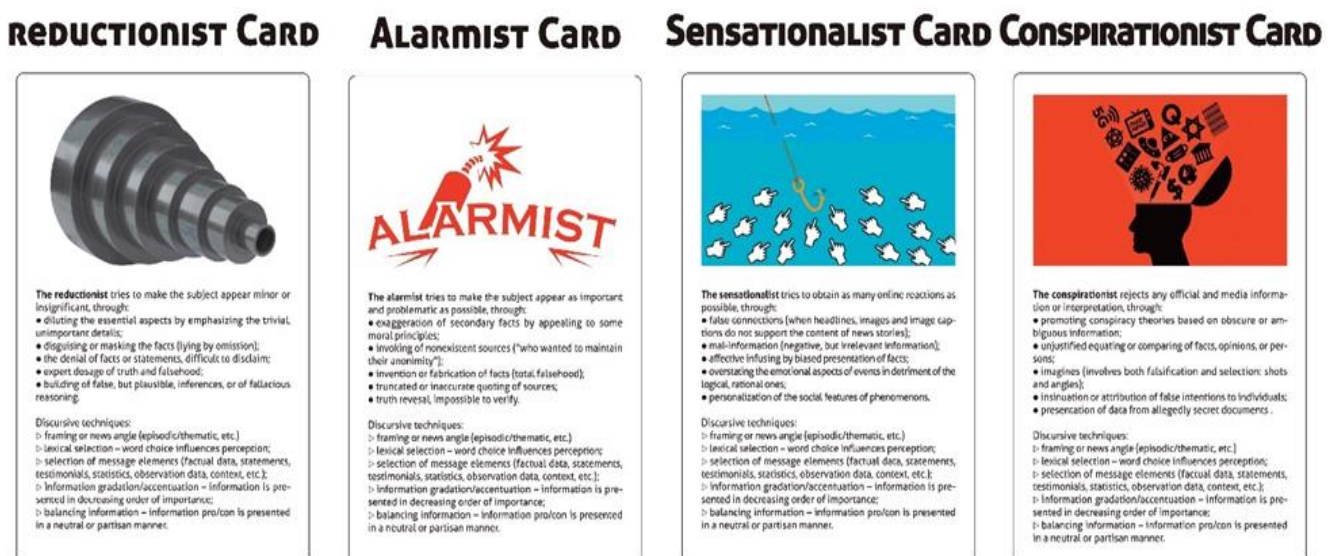 REDUCTIONIST CARD
ALARMIST CARD
SENSATIONALIST CARD
CONSPIRATIONIST CARD
The reductionist tries to make the subject appear minor or
insignificant, through:
• diluting the essential aspects by emphasizing the trivial,
unimportant details;
• disguising or masking the facts (lying by omission);
• the denial of facts or statements, difficult to disclaim;
• expert dosage of truth and falsehood;
• building of false, but plausible, inferences, or of fallacious
reasoning.
Discursive techniques:
▷ framing or news angle (episodic/thematic, etc.)
▷ lexical selection – word choice influences perception;
▷ selection of message elements (factual data, statements,
testimonials, statistics, observation data, context, etc.);
▷ information gradation/accentuation – information is pre-
sented in decreasing order of importance;
▷ balancing information – information pro/con is presented
in a neutral or partisan manner.
ALARMIST
The alarmist tries to make the subject appear as important
and problematic as possible, through:
• exaggeration of secondary facts by appealing to some
moral principles;
• invoking of nonexistent sources ("who wanted to maintain
their anonimity");
• invention or fabrication of facts (total falsehood);
• truncated or inaccurate quoting of sources;
• truth revesal, impossible to verify.
Discursive techniques:
▷ framing or news angle (episodic/thematic, etc.)
▷ lexical selection – word choice influences perception;
▷ selection of message elements (factual data, statements,
testimonials, statistics, observation data, context, etc.);
▷ information gradation/accentuation – information is pre-
sented in decreasing order of importance;
▷ balancing information – information pro/con is presented
in a neutral or partisan manner.
The sensationalist tries to obtain as many online reactions as
possible, through:
• false connections (when headlines, images and image cap-
tions do not support the content of news stories);
• mal-information (negative, but irrelevant information);
• affective infusing by biased presentation of facts;
• overstating the emotional aspects of events in detriment of the
logical, rational ones;
• personalization of the social features of phenomenons.
Discursive techniques:
▷ framing or news angle (episodic/thematic, etc.)
▷ lexical selection – word choice influences perception;
▷ selection of message elements (factual data, statements,
testimonials, statistics, observation data, context, etc.);
▷ information gradation/accentuation – information is pre-
sented in decreasing order of importance;
▷ balancing information – information pro/con is presented
in a neutral or partisan manner.
5G
Q
$
The conspirationist rejects any official and media informa-
tion or interpretation, through:
• promoting conspiracy theories based on obscure or am-
biguous information;
• unjustified equating or comparing of facts, opinions, or per-
sons;
• imagines (involves both falsification and selection: shots
and angles);
• insinuation or attribution of false intentions to individuals;
• presentation of data from allegedly secret documents .
Discursive techniques:
▷ framing or news angle (episodic/thematic, etc.)
▷ lexical selection – word choice influences perception;
▷ selection of message elements (factual data, statements,
testimonials, statistics, observation data, context, etc.);
▷ information gradation/accentuation – information is pre-
sented in decreasing order of importance;
▷ balancing information – information pro/con is presented
in a neutral or partisan manner.